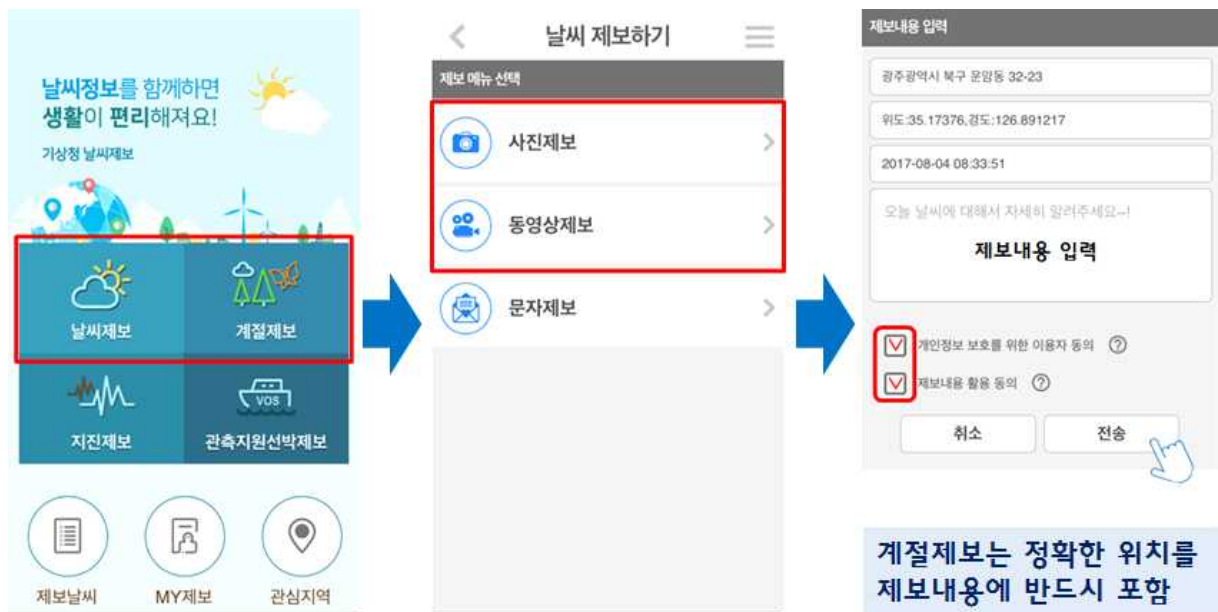 날씨정보를 함께하면
생활이 편리해져요!
기상청 날씨제보
날씨제보
계절제보
지진제보
VOS
관측지원선박제보
제보날씨
MY제보
관심지역
날씨 제보하기
제보 메뉴 선택
사진제보
동영상제보
문자제보
제보내용 입력
광주광역시 북구 운암동 32-23
위도:35.17376,경도:126.891217
2017-08-04 08:33:51
오늘 날씨에 대해서 자세히 알려주세요~!
제보내용 입력
개인정보 보호를 위한 이용자 동의 ?
제보내용 활용 동의 ?
취소
전송
계절제보는 정확한 위치를
제보내용에 반드시 포함